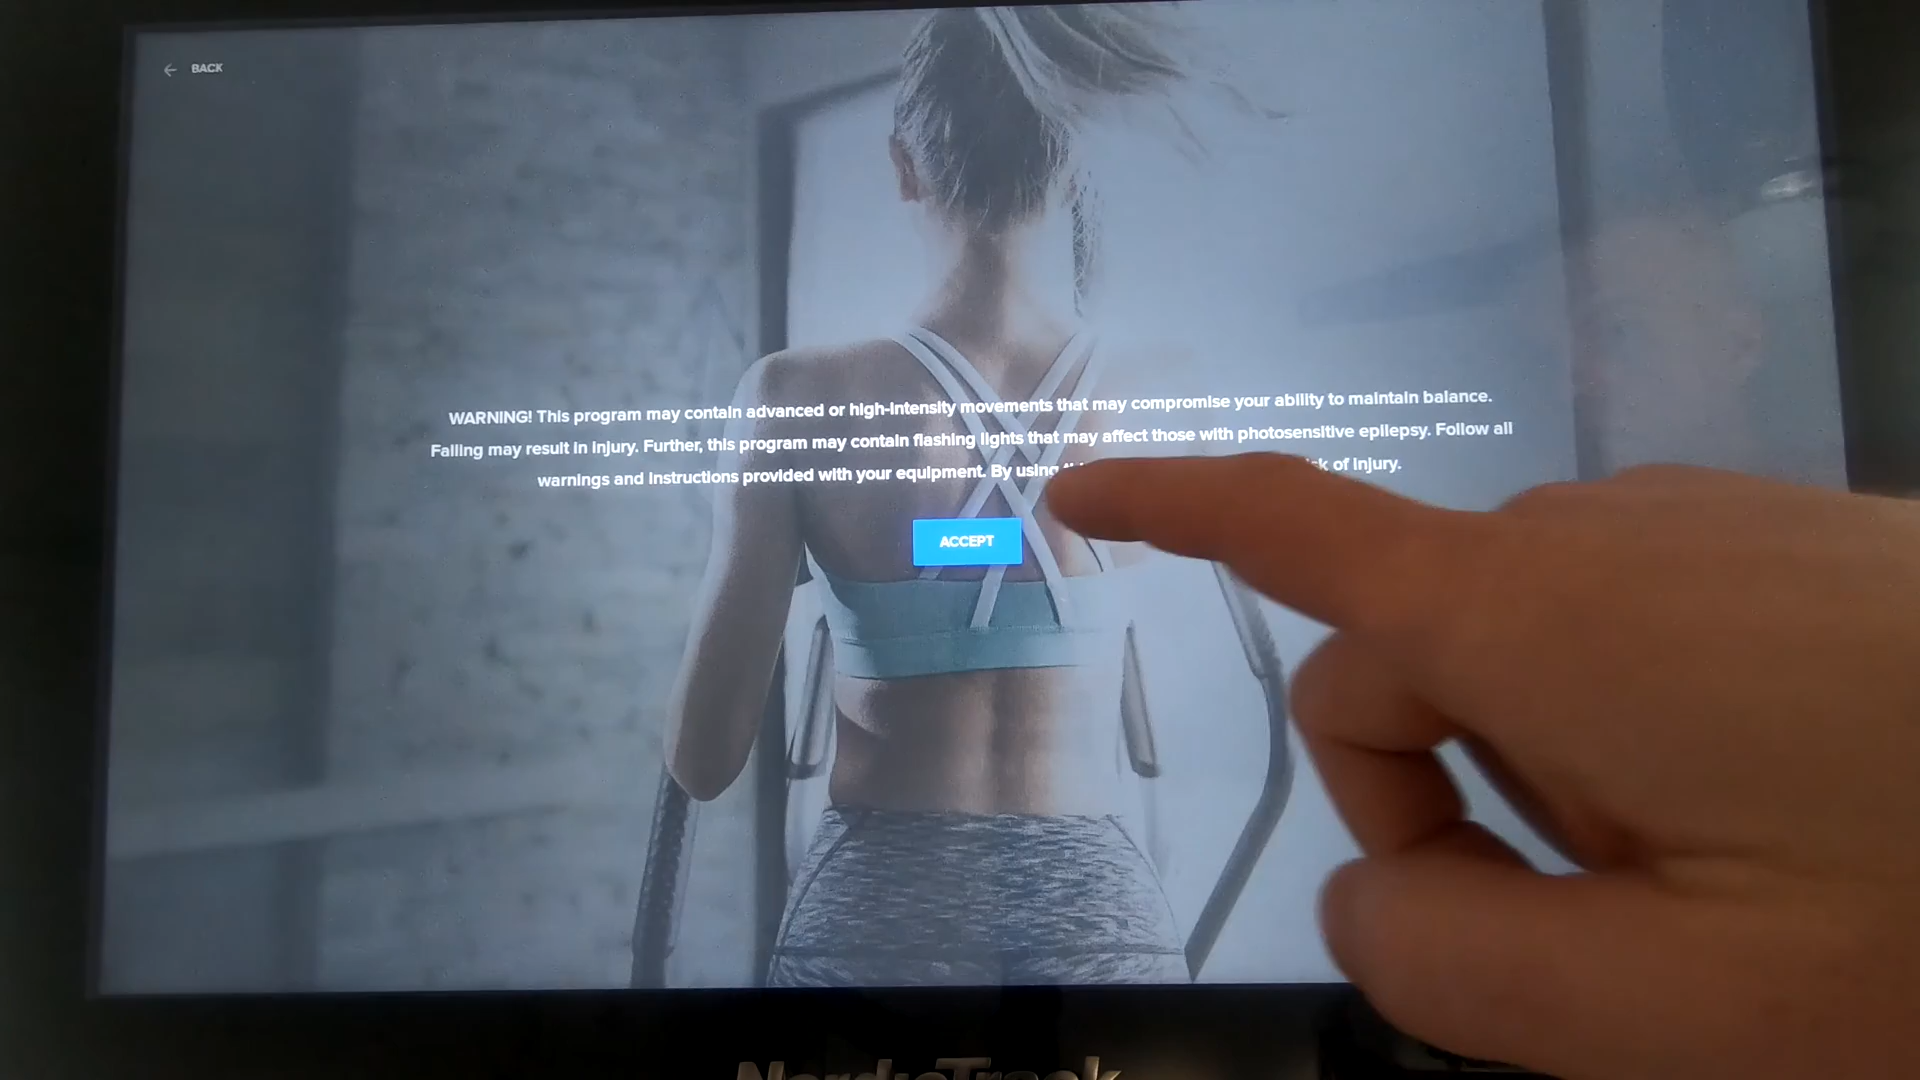 BACK
WARNING! This program may contain advanced or high-intensity movements that may compromise your ability to maintain balance.
Falling may result in injury. Further, this program may contain flashing lights that may affect those with photosensitive epilepsy. Follow all
warnings and instructions provided with your equipment. By using of injury.
ACCEPT
NordicTrack